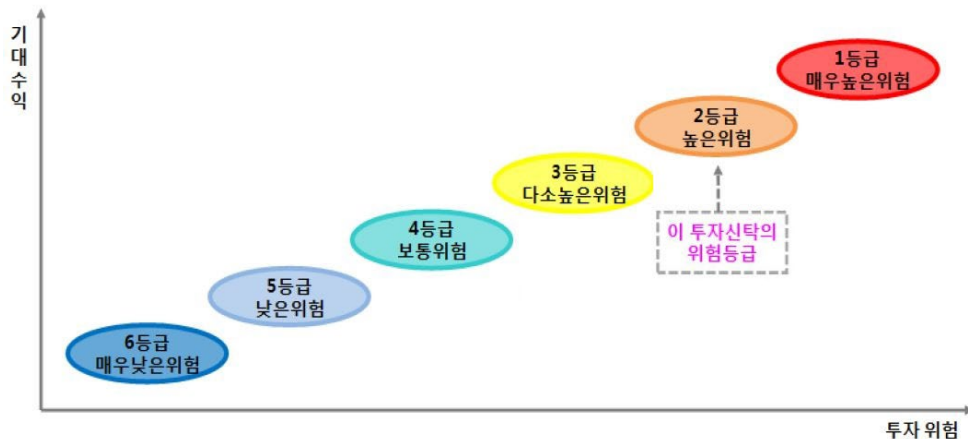 기대수익
1등급
매우높은위험
2등급
높은위험
3등급
다소높은위험
이 투자신탁의
위험등급
4등급
보통위험
5등급
낮은위험
6등급
매우낮은위험
투자 위험